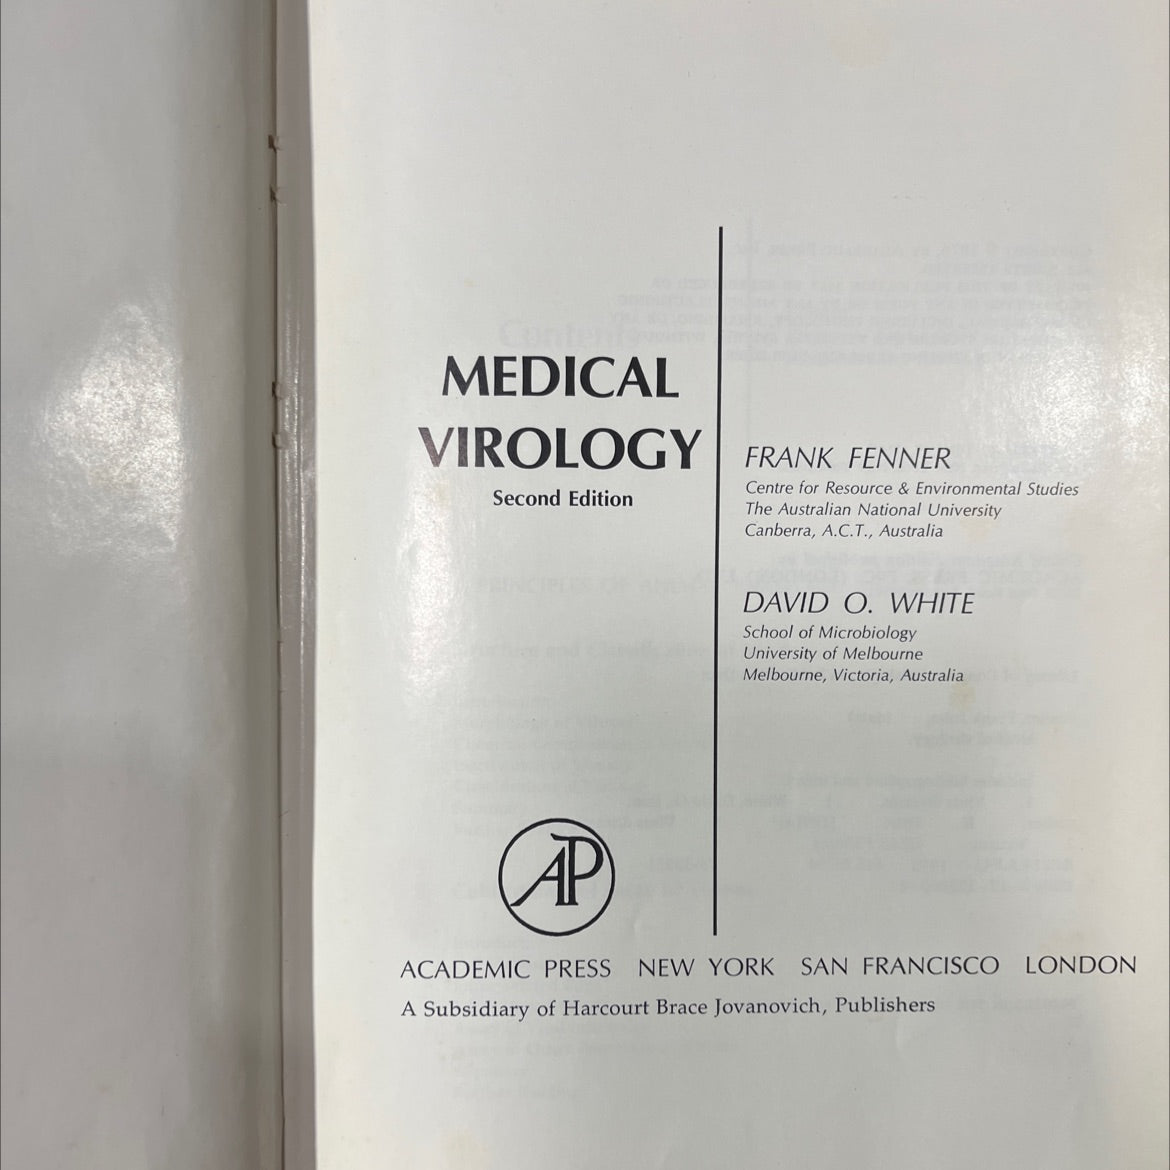 MEDICAL
VIROLOGY
Second Edition
FRANK FENNER
Centre for Resource & Environmental Studies
The Australian National University
Canberra, A.C.T., Australia
DAVID O. WHITE
School of Microbiology
University of Melbourne
Melbourne, Victoria, Australia
AP
ACADEMIC PRESS NEW YORK SAN FRANCISCO LONDON
A Subsidiary of Harcourt Brace Jovanovich, Publishers